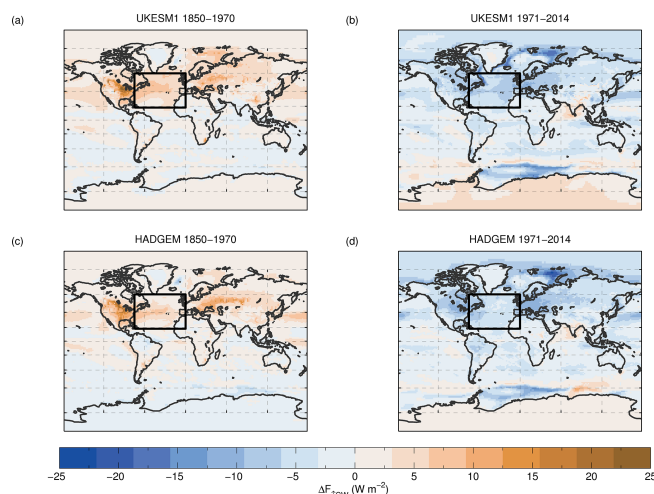 (a) UKESM1 1850−1970
(b) UKESM1 1971−2014
(c) HADGEM 1850−1970
(d) HADGEM 1971−2014
−25 −20 −15 −10 −5 0 5 10 15 20 25
(W m⁻²)